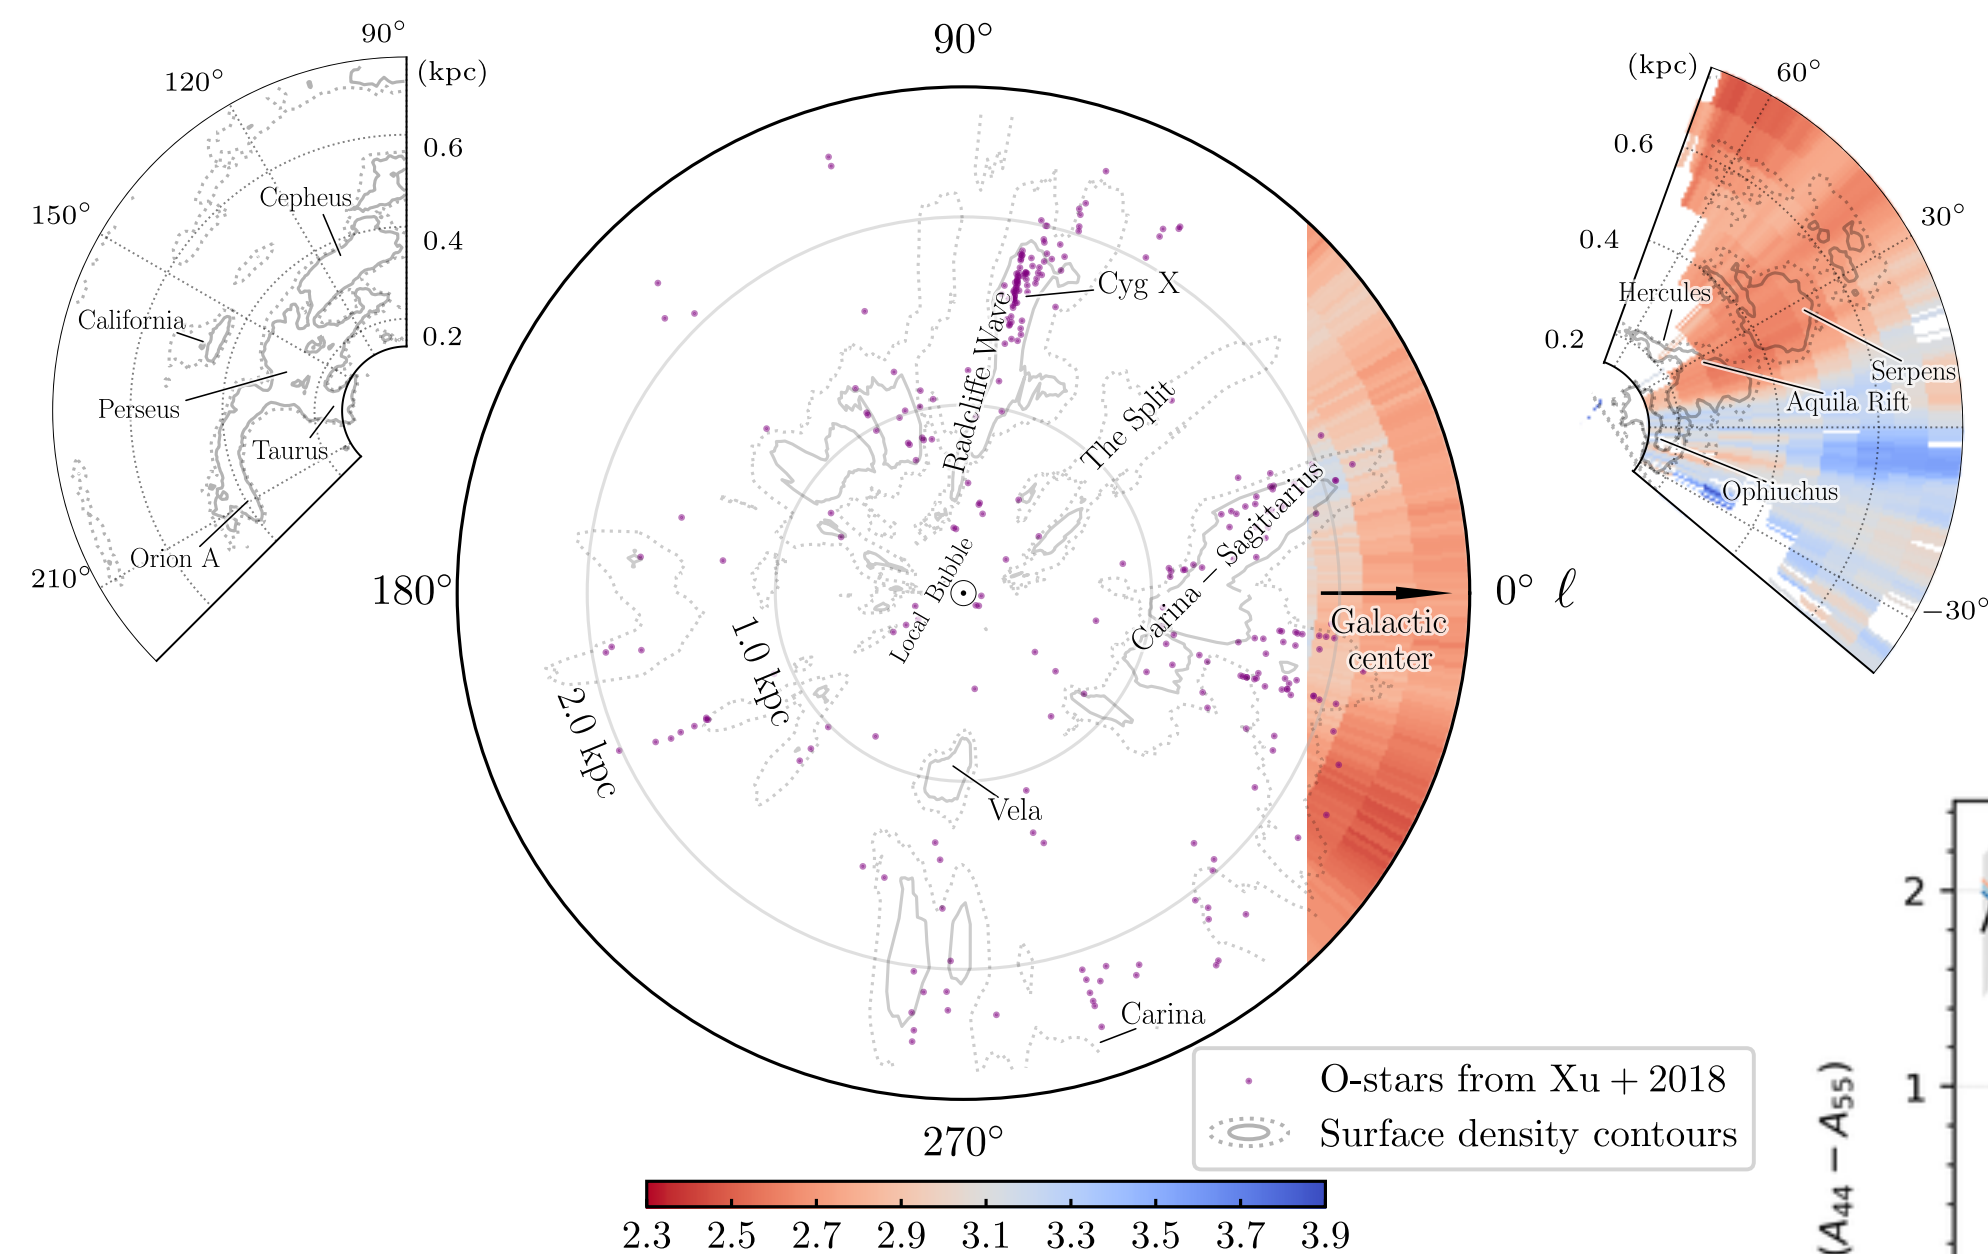 90°
120°
150°
210°
(kpc)
0.6
0.4
0.2
Cepheus
California
Perseus
Taurus
Orion A
90°
180°
270°
0° ℓ
Cyg X
Radcliffe Wave
The Split
Local Bubble
Carina – Sagittarius
1.0 kpc
2.0 kpc
Galactic
center
Vela
Carina
(kpc)
60°
30°
−30°
0.6
0.4
0.2
Hercules
Serpens
Aquila Rift
Ophiuchus
O-stars from Xu + 2018
Surface density contours
2.3 2.5 2.7 2.9 3.1 3.3 3.5 3.7 3.9
2
1
(A₄₄ − A₅₅)